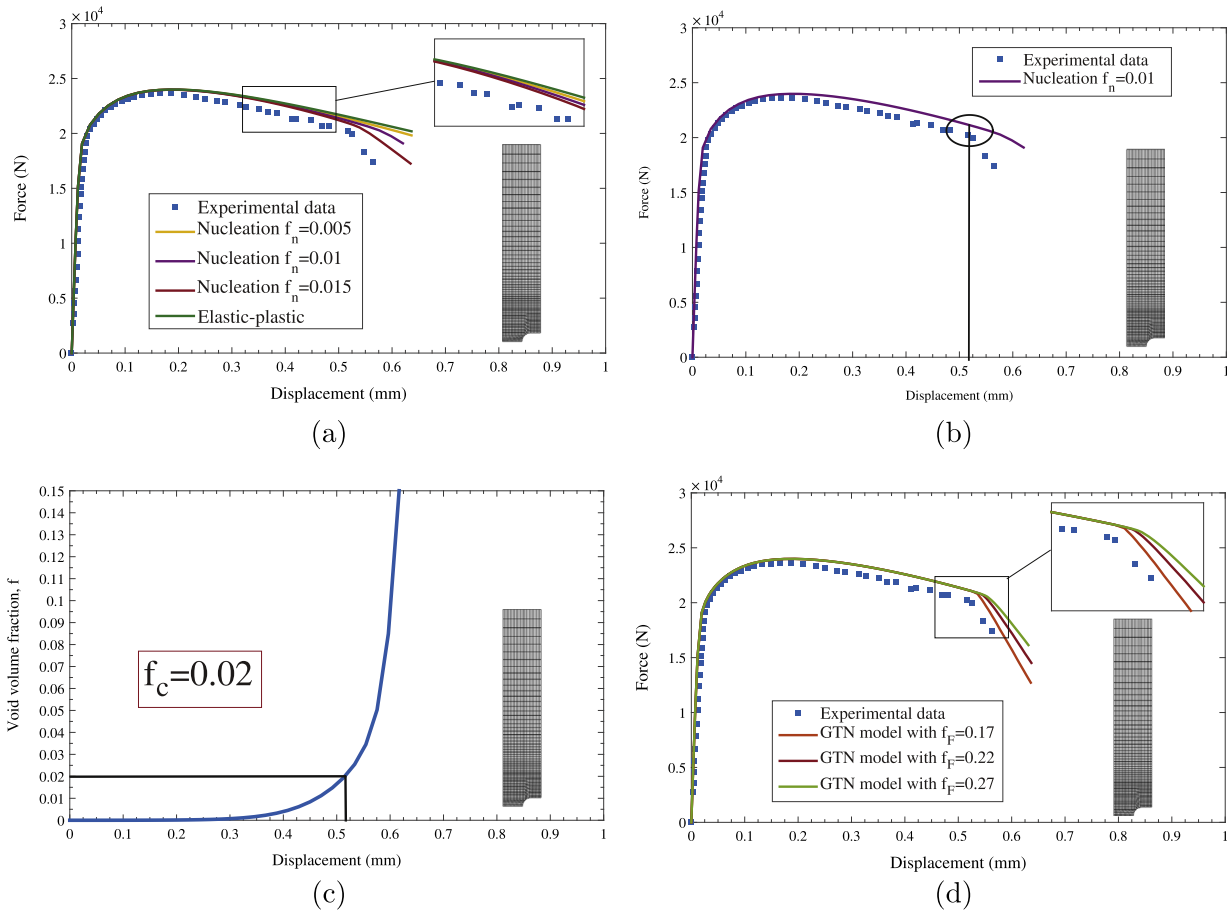 × 10⁴
3
2.5
2
1.5
1
0.5
0
Force (N)
Experimental data
Nucleation f_n=0.005
Nucleation f_n=0.01
Nucleation f_n=0.015
Elastic-plastic
0 0.1 0.2 0.3 0.4 0.5 0.6 0.7 0.8 0.9 1
Displacement (mm)
(a)
× 10⁴
3
2.5
2
1.5
1
0.5
0
Force (N)
Experimental data
Nucleation f_n=0.01
0 0.1 0.2 0.3 0.4 0.5 0.6 0.7 0.8 0.9 1
Displacement (mm)
(b)
0.15
0.14
0.13
0.12
0.11
0.1
0.09
0.08
0.07
0.06
0.05
0.04
0.03
0.02
0.01
0
Void volume fraction, f
f_c=0.02
0 0.1 0.2 0.3 0.4 0.5 0.6 0.7 0.8 0.9 1
Displacement (mm)
(c)
× 10⁴
3
2.5
2
1.5
1
0.5
0
Force (N)
Experimental data
GTN model with f_F=0.17
GTN model with f_F=0.22
GTN model with f_F=0.27
0 0.1 0.2 0.3 0.4 0.5 0.6 0.7 0.8 0.9 1
Displacement (mm)
(d)